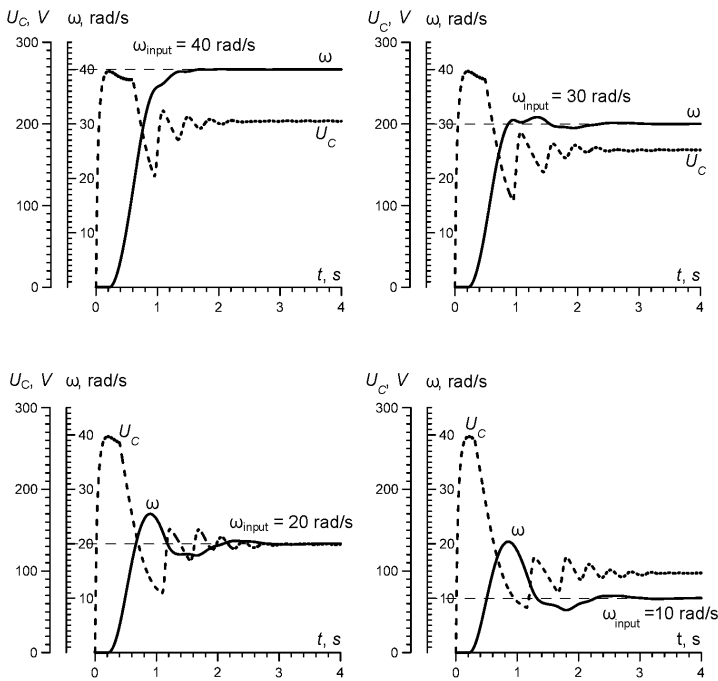 U_C, V ω, rad/s
300
ω_input = 40 rad/s
ω
40
200
30
U_C
20
100
10
t, s
0
0 1 2 3 4
U_C, V ω, rad/s
300
40
ω_input = 30 rad/s
ω
200
30
U_C
20
100
10
t, s
0
0 1 2 3 4
U_C, V ω, rad/s
300
U_C
40
200
30
ω
ω_input = 20 rad/s
20
100
10
t, s
0
0 1 2 3 4
U_C, V ω, rad/s
300
U_C
40
200
30
ω
20
100
10
ω_input =10 rad/s
t, s
0
0 1 2 3 4